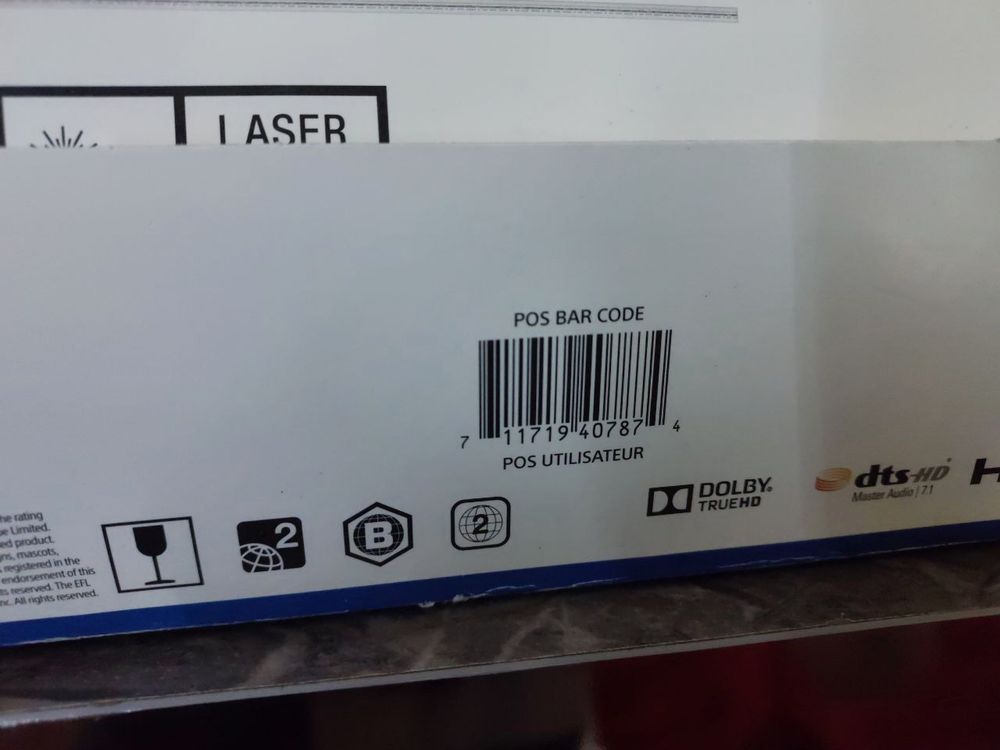 LASER
POS BAR CODE
7 11719 40787 4
POS UTILISATEUR
he rating
Limited.
ed product.
ns, mascots,
registered in the
endorsement of this
ts reserved. The EFL
nc. All rights reserved.
2
B
2
DOLBY
TRUEHD
dts-HD
Master Audio | 7.1
H